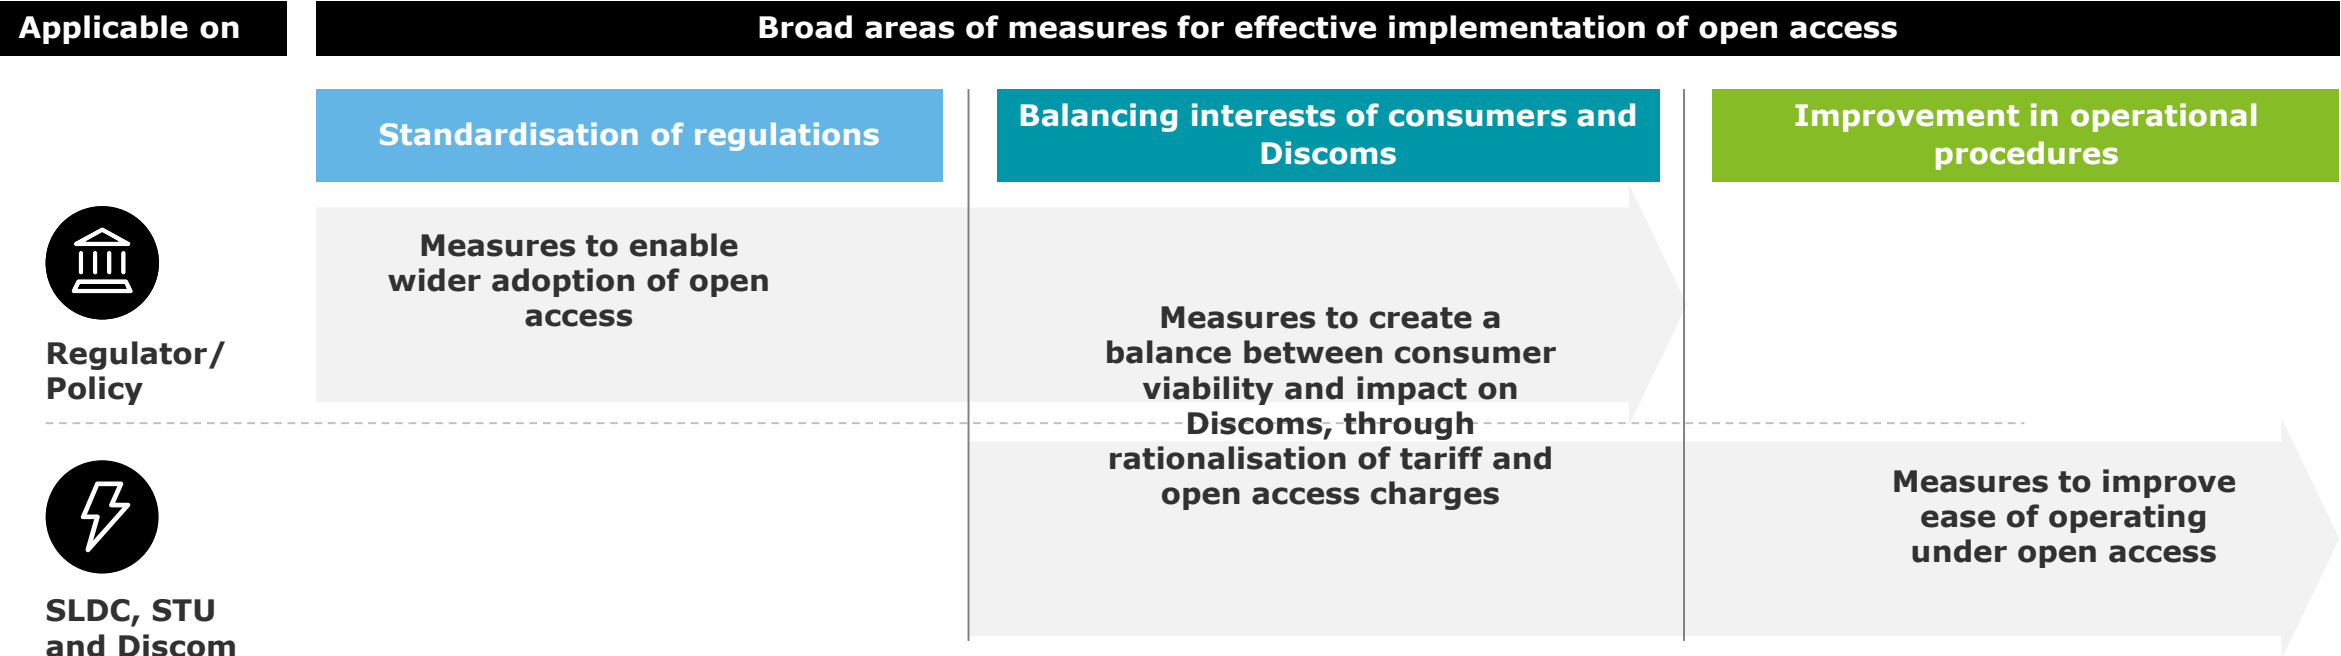 Applicable on
Broad areas of measures for effective implementation of open access
Standardisation of regulations
Balancing interests of consumers and
Discoms
Improvement in operational
procedures
Regulator/
Policy
Measures to enable
wider adoption of open
access
Measures to create a
balance between consumer
viability and impact on
Discoms, through
rationalisation of tariff and
open access charges
SLDC, STU
and Discom
Measures to improve
ease of operating
under open access